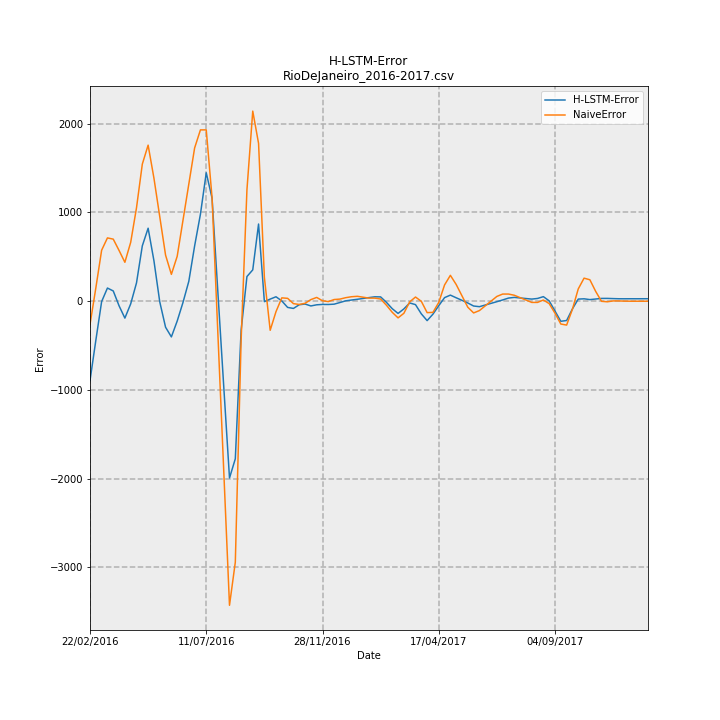 H-LSTM-Error
RioDeJaneiro_2016-2017.csv
H-LSTM-Error
NaiveError
2000
1000
0
−1000
−2000
−3000
Error
22/02/2016
11/07/2016
28/11/2016
17/04/2017
04/09/2017
Date